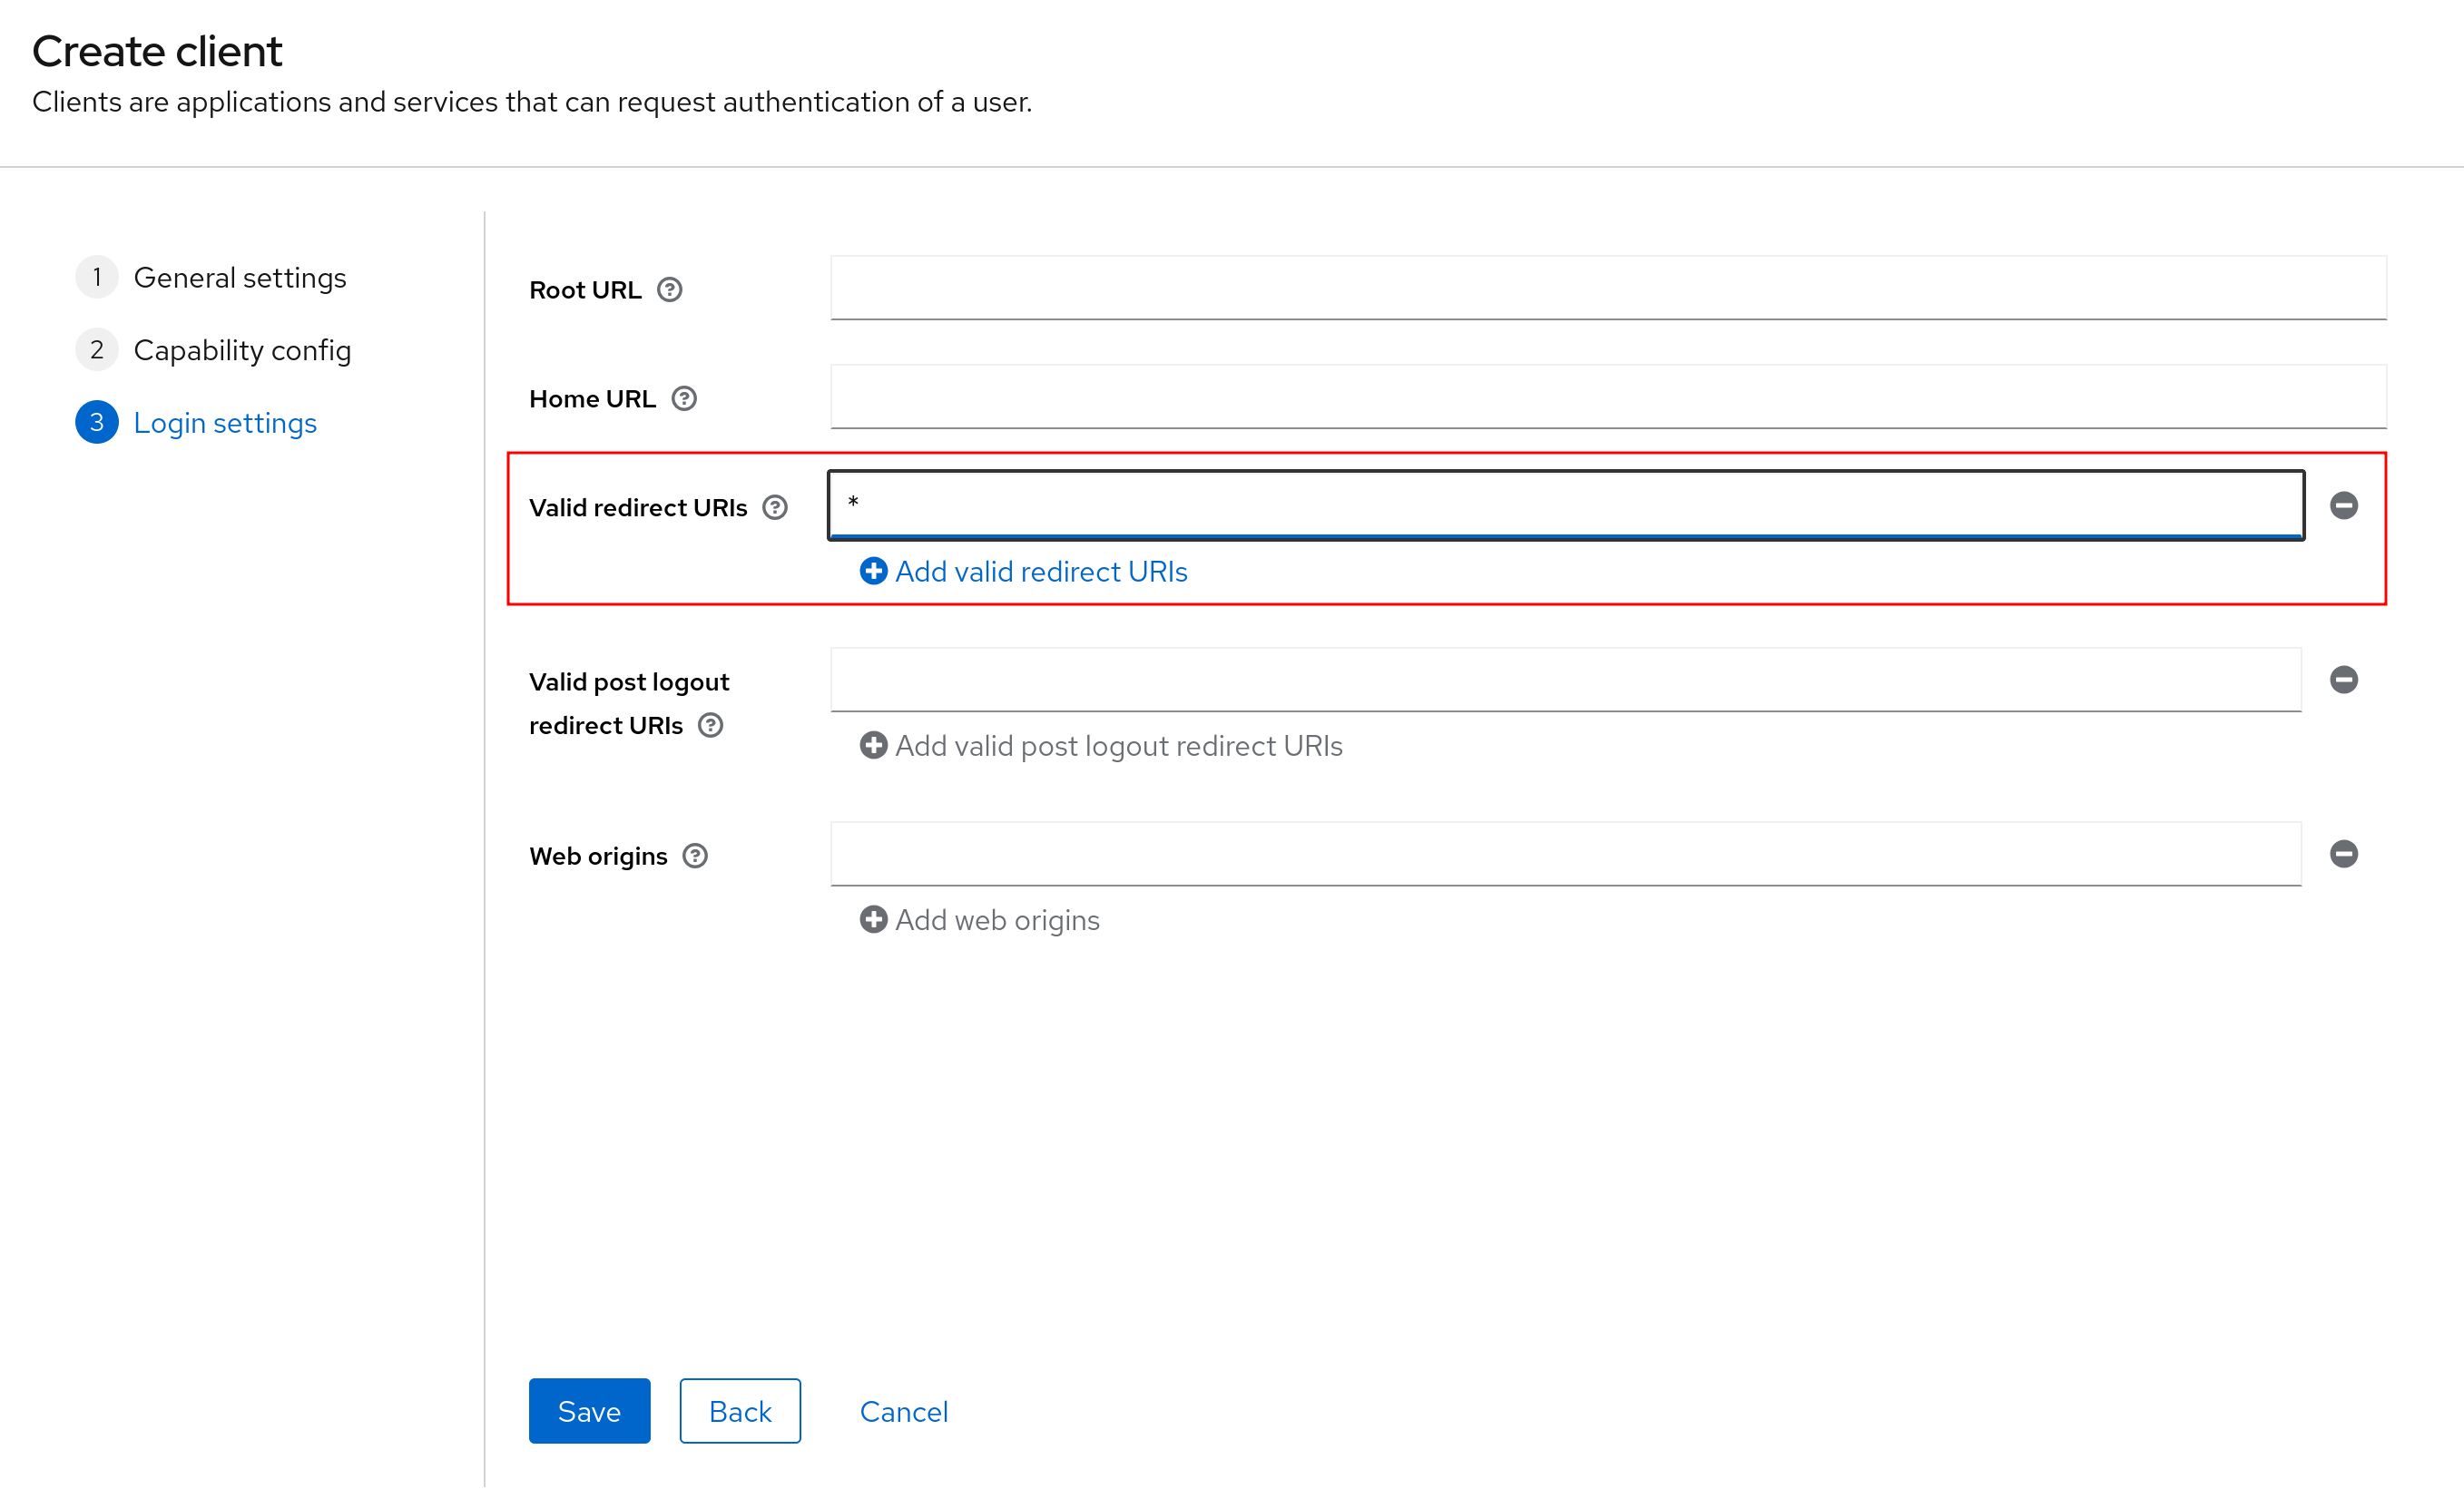 Create client
Clients are applications and services that can request authentication of a user.
1 General settings
2 Capability config
3 Login settings
Root URL ?
Home URL ?
Valid redirect URIs ? *
Add valid redirect URIs
Valid post logout
redirect URIs ?
Add valid post logout redirect URIs
Web origins ?
Add web origins
Save Back Cancel